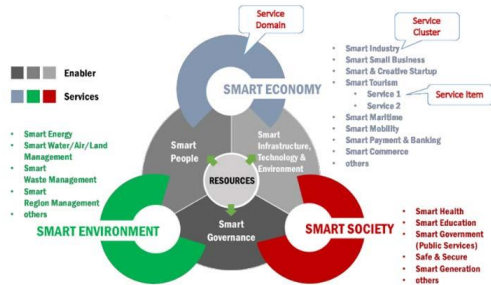 Service
Domain
Service
Cluster
Enabler
Services
SMART ECONOMY
Smart Industry
Smart Small Business
Smart & Creative Startup
Smart Tourism
Service 1
Service 2
Service Item
Smart Maritime
Smart Mobility
Smart Payment & Banking
Smart Commerce
others
Smart
People
Smart
Infrastructure,
Technology &
Environment
RESOURCES
Smart
Governance
Smart Energy
Smart Water/Air/Land
Management
Smart
Waste Management
Smart
Region Management
others
SMART ENVIRONMENT
SMART SOCIETY
Smart Health
Smart Education
Smart Government
(Public Services)
Safe & Secure
Smart Generation
others